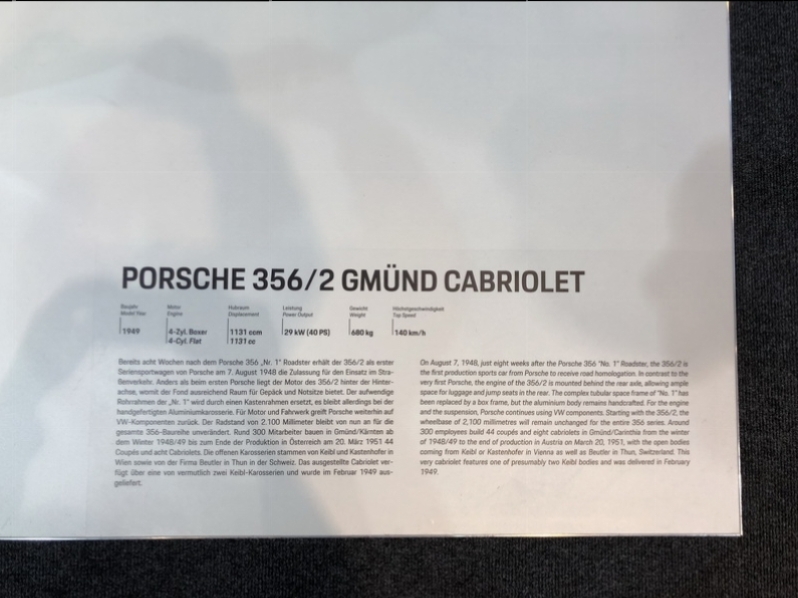 PORSCHE 356/2 GMÜND CABRIOLET
Baujahr
Model Year
1949
Motor
Engine
4-Zyl. Boxer
4-Cyl. Flat
Hubraum
Displacement
1131 ccm
1131 cc
Leistung
Power Output
29 kW (40 PS)
Gewicht
Weight
680 kg
Höchstgeschwindigkeit
Top Speed
140 km/h
Bereits acht Wochen nach dem Porsche 356 „Nr. 1" Roadster erhält der 356/2 als erster
Seriensportwagen von Porsche am 7. August 1948 die Zulassung für den Einsatz im Stra-
ßenverkehr. Anders als beim ersten Porsche liegt der Motor des 356/2 hinter der Hinter-
achse, womit der Fond ausreichend Raum für Gepäck und Notsitze bietet. Der aufwendige
Rohrrahmen der „Nr. 1" wird durch einen Kastenrahmen ersetzt, es bleibt allerdings bei der
handgefertigten Aluminiumkarosserie. Für Motor und Fahrwerk greift Porsche weiterhin auf
VW-Komponenten zurück. Der Radstand von 2.100 Millimeter bleibt von nun an für die
gesamte 356-Baureihe unverändert. Rund 300 Mitarbeiter bauen in Gmünd/Kärnten ab
dem Winter 1948/49 bis zum Ende der Produktion in Österreich am 20. März 1951 44
Coupés und acht Cabriolets. Die offenen Karosserien stammen von Keibl und Kastenhofer in
Wien sowie von der Firma Beutler in Thun in der Schweiz. Das ausgestellte Cabriolet ver-
fügt über eine von vermutlich zwei Keibl-Karosserien und wurde im Februar 1949 aus-
geliefert.
On August 7, 1948, just eight weeks after the Porsche 356 "No. 1" Roadster, the 356/2 is
the first production sports car from Porsche to receive road homologation. In contrast to the
very first Porsche, the engine of the 356/2 is mounted behind the rear axle, allowing ample
space for luggage and jump seats in the rear. The complex tubular space frame of "No. 1" has
been replaced by a box frame, but the aluminium body remains handcrafted. For the engine
and the suspension, Porsche continues using VW components. Starting with the 356/2, the
wheelbase of 2,100 millimetres will remain unchanged for the entire 356 series. Around
300 employees build 44 coupés and eight cabriolets in Gmünd/Carinthia from the winter
of 1948/49 to the end of production in Austria on March 20, 1951, with the open bodies
coming from Keibl or Kastenhofer in Vienna as well as Beutler in Thun, Switzerland. This
very cabriolet features one of presumably two Keibl bodies and was delivered in February
1949.